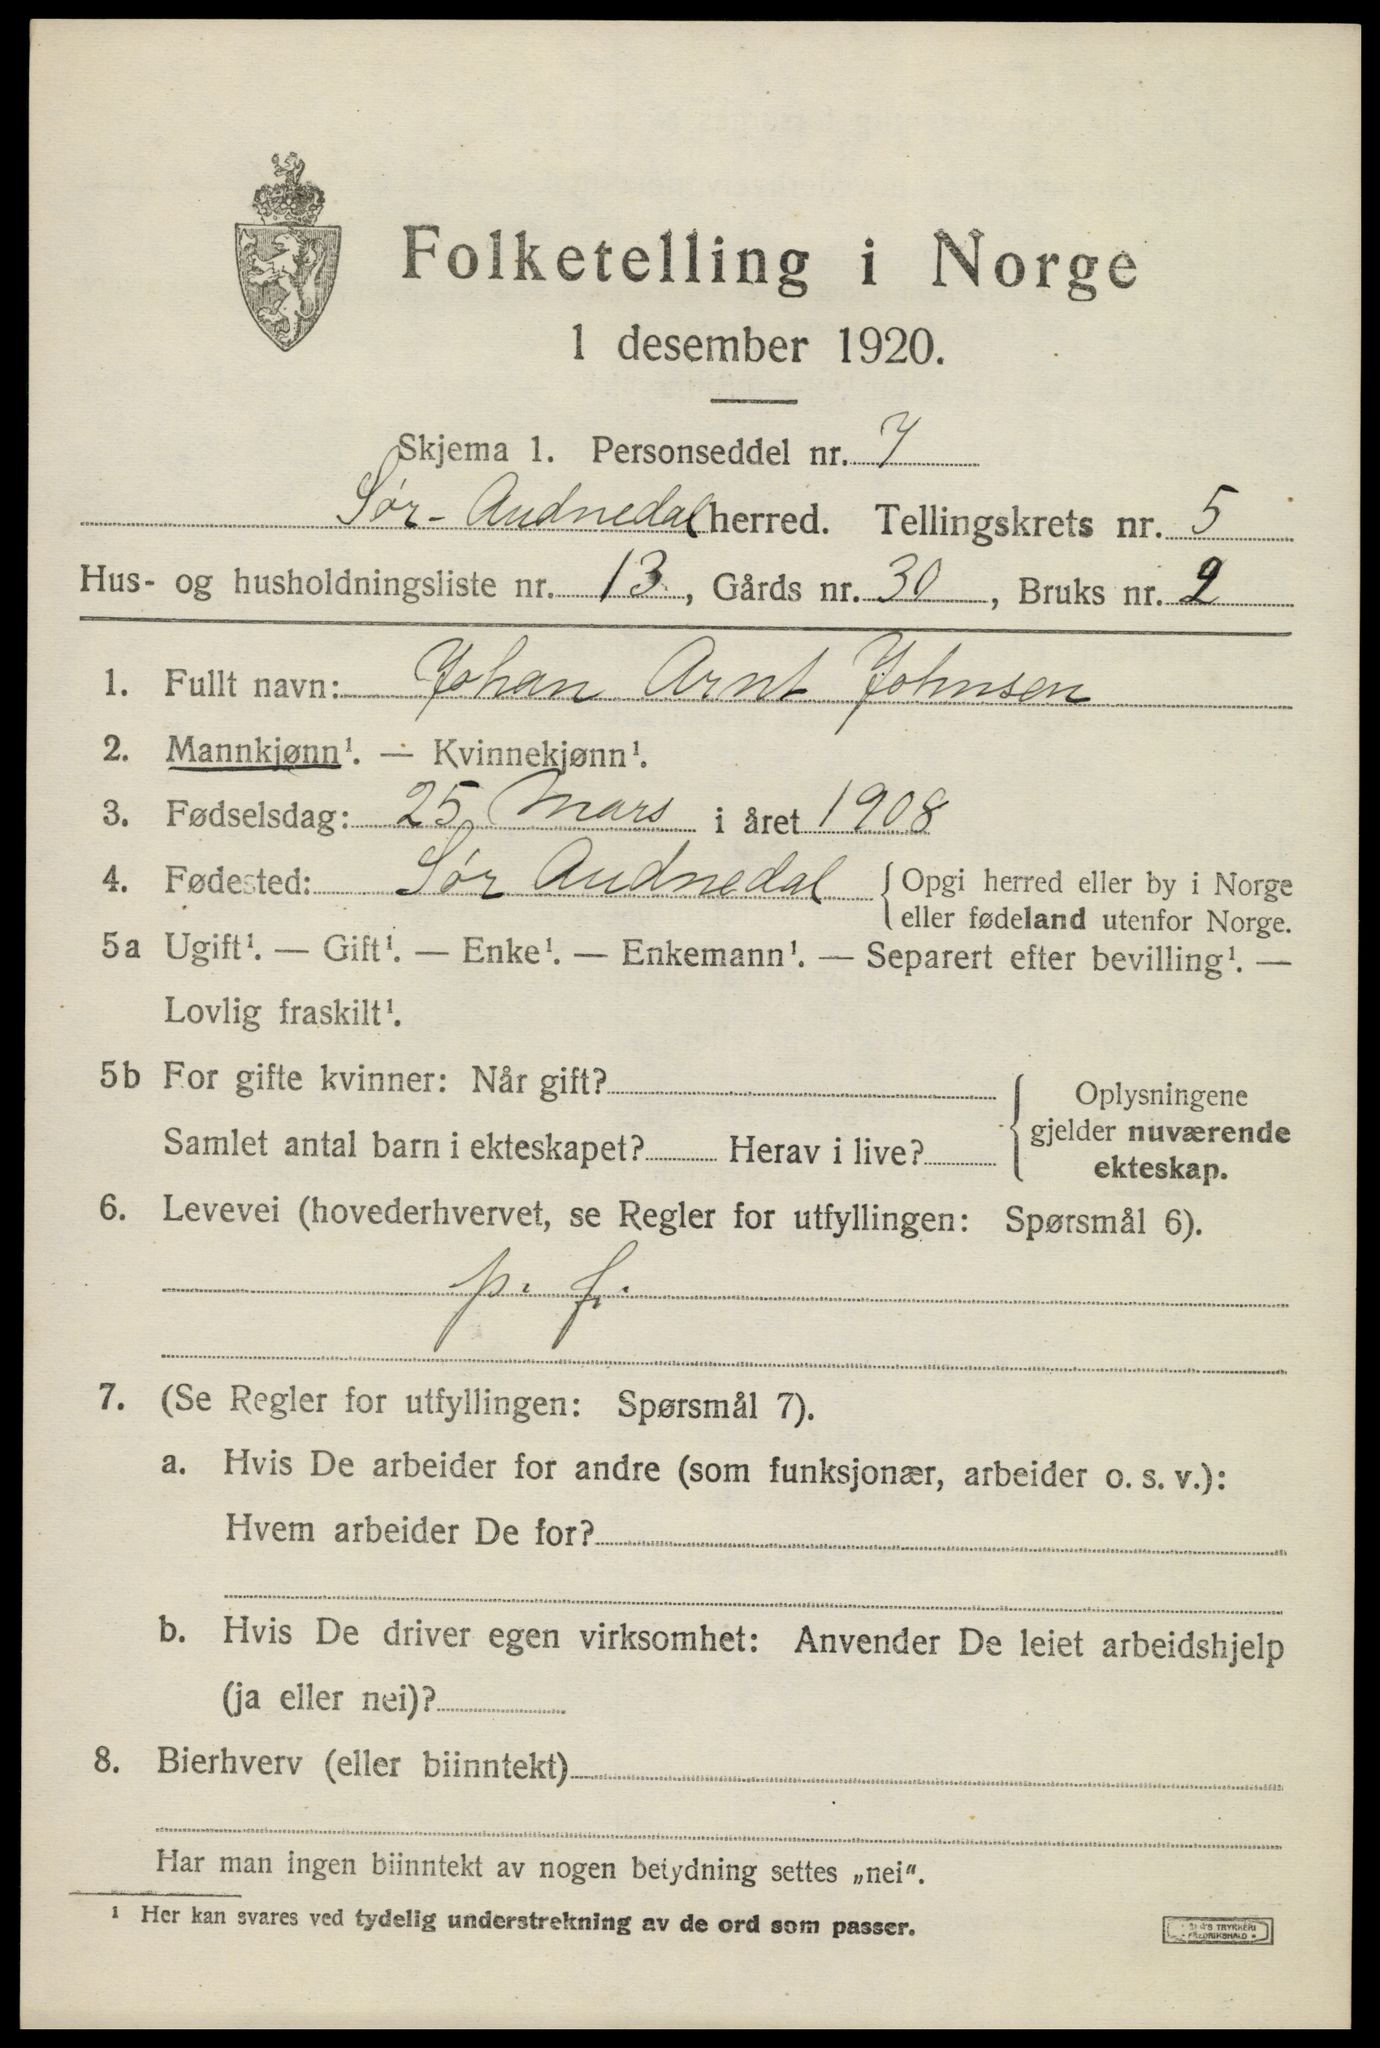 Folketelling i Norge
1 desember 1920.
Skjema 1. Personseddel nr. 7
Sør-Audnedal herred. Tellingskrets nr. 5
Hus- og husholdningsliste nr. 13, Gårds nr. 30, Bruks nr. 2
1. Fullt navn: Johan Arnt Johnsen
2. Mannkjønn¹. — Kvinnekjønn¹.
3. Fødselsdag: 25 Mars i året 1908
4. Fødested: Sør Audnedal { Opgi herred eller by i Norge
eller fødeland utenfor Norge.
5a Ugift¹. — Gift¹. — Enke¹. — Enkemann¹. — Separert efter bevilling¹. —
Lovlig fraskilt¹.
5b For gifte kvinner: Når gift? { Oplysningene
gjelder nuværende
Samlet antal barn i ekteskapet? Herav i live?
ekteskap.
6. Levevei (hovederhvervet, se Regler for utfyllingen: Spørsmål 6).
p. f.
7. (Se Regler for utfyllingen: Spørsmål 7).
a. Hvis De arbeider for andre (som funksjonær, arbeider o. s. v.):
Hvem arbeider De for?
b. Hvis De driver egen virksomhet: Anvender De leiet arbeidshjelp
(ja eller nei)?
8. Bierhverv (eller biinntekt)
Har man ingen biinntekt av nogen betydning settes „nei“.
¹ Her kan svares ved tydelig understrekning av de ord som passer.
TRYKKERI
FREDRIKSHALD